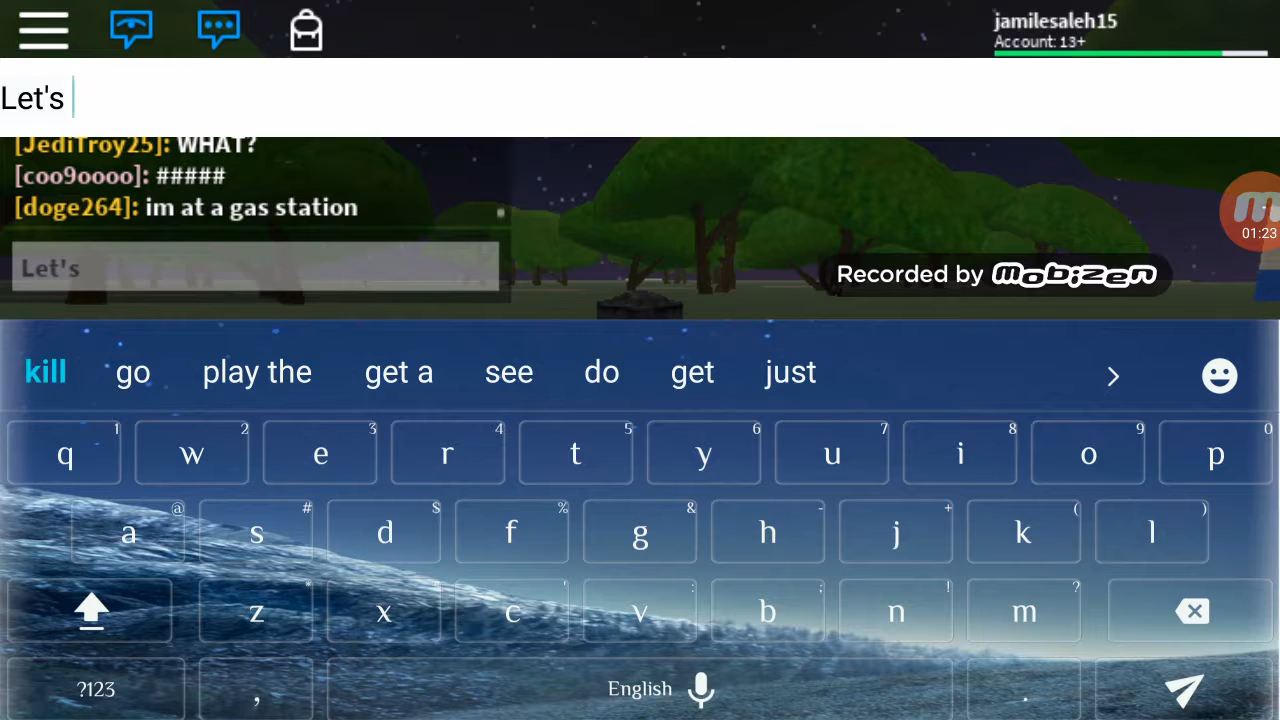 jamilesaleh15
Account: 13+
Let's
[JediTroy25]: WHAT?
[coo9oooo]: #####
[doge264]: im at a gas station
Let's
Recorded by mobizen
01:23
kill go play the get a see do get just
1 2 3 4 5 6 7 8 9 0
q w e r t y u i o p
@ # $ % & - + ( )
a s d f g h j k l
* " ' : ; ! ?
z x c v b n m
?123 , English .